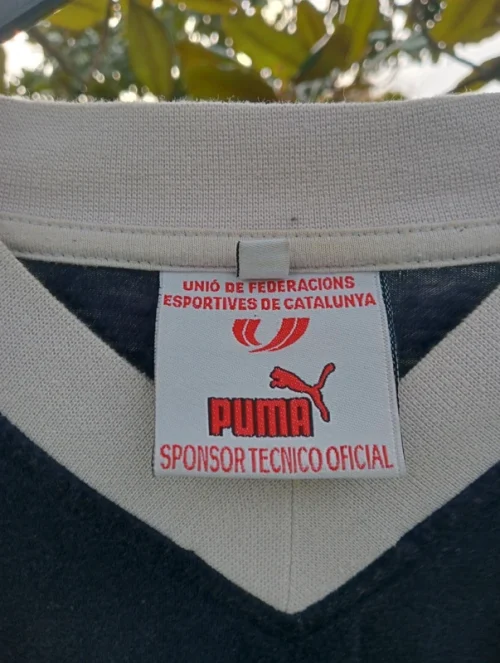 UNIÓ DE FEDERACIONS
ESPORTIVES DE CATALUNYA
PUMA
SPONSOR TECNICO OFICIAL